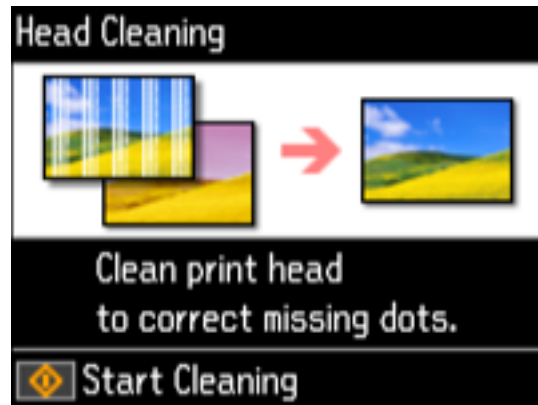 Head Cleaning
Clean print head
to correct missing dots.
Start Cleaning